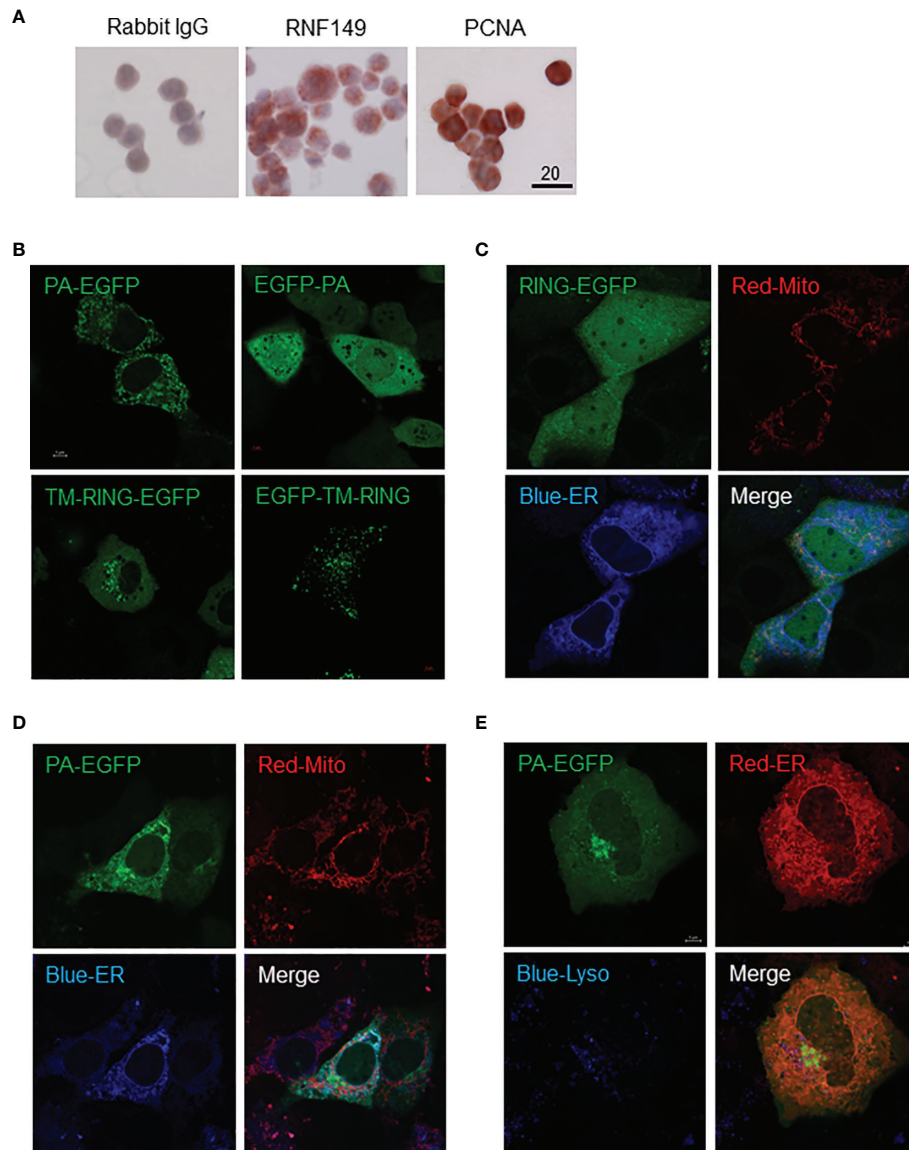 A
Rabbit IgG
RNF149
PCNA
20
B
PA-EGFP
EGFP-PA
TM-RING-EGFP
EGFP-TM-RING
C
RING-EGFP
Red-Mito
Blue-ER
Merge
D
PA-EGFP
Red-Mito
Blue-ER
Merge
E
PA-EGFP
Red-ER
Blue-Lyso
Merge